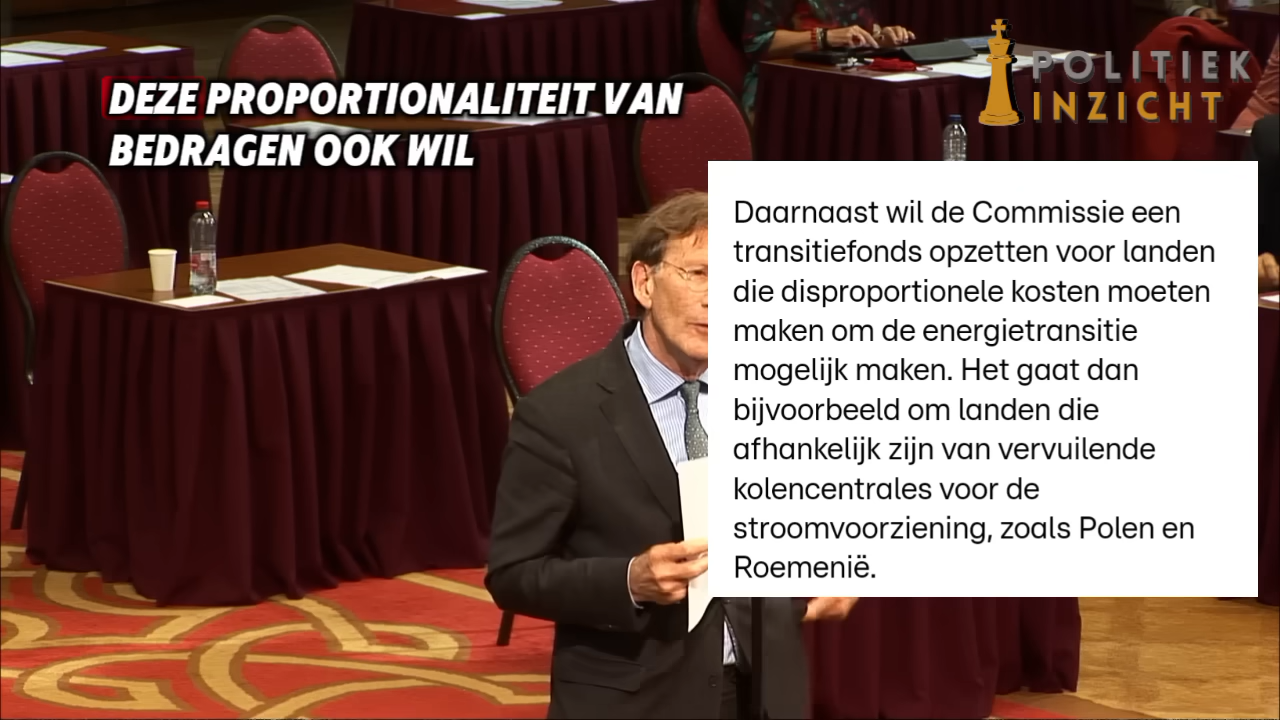 DEZE PROPORTIONALITEIT VAN
BEDRAGEN OOK WIL
POLITIEK
INZICHT
Daarnaast wil de Commissie een
transitiefonds opzetten voor landen
die disproportionele kosten moeten
maken om de energietransitie
mogelijk maken. Het gaat dan
bijvoorbeeld om landen die
afhankelijk zijn van vervuilende
kolencentrales voor de
stroomvoorziening, zoals Polen en
Roemenië.